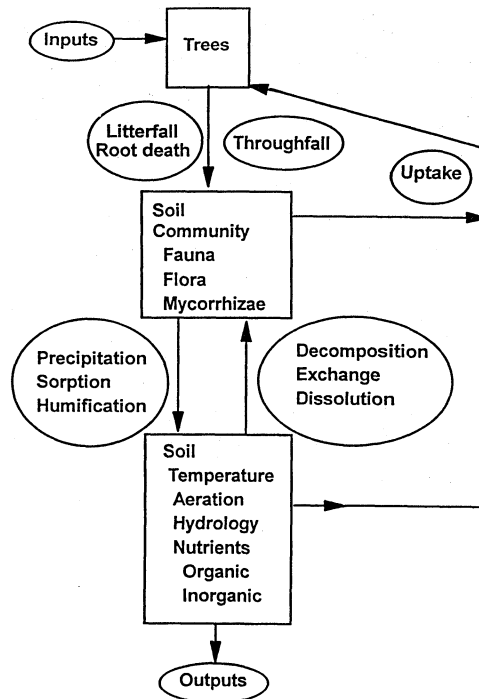 Inputs
Trees
Litterfall
Root death
Throughfall
Uptake
Soil
Community
Fauna
Flora
Mycorrhizae
Precipitation
Sorption
Humification
Decomposition
Exchange
Dissolution
Soil
Temperature
Aeration
Hydrology
Nutrients
Organic
Inorganic
Outputs